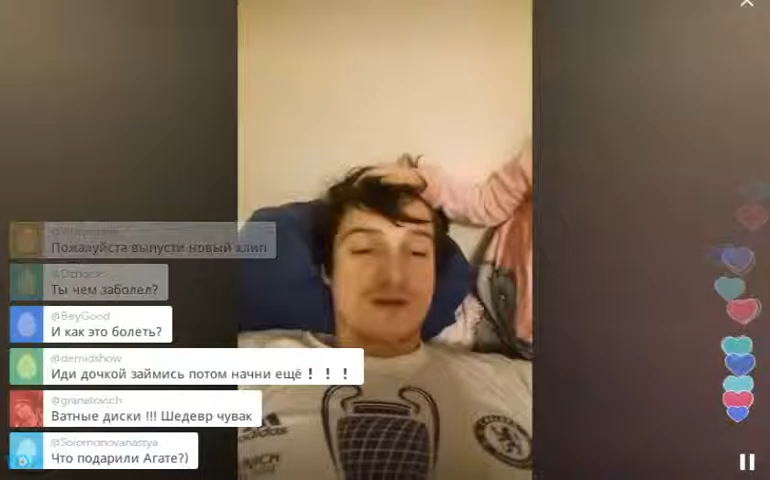 Пожалуйста выпусти новый клип
Ты чем заболел?
@BeyGood
И как это болеть?
@demidshow
Иди дочкой займись потом начни ещё ! ! !
@granatovich
Ватные диски !!! Шедевр чувак
@Solomonovanastya
Что подарили Агате?)
adidas